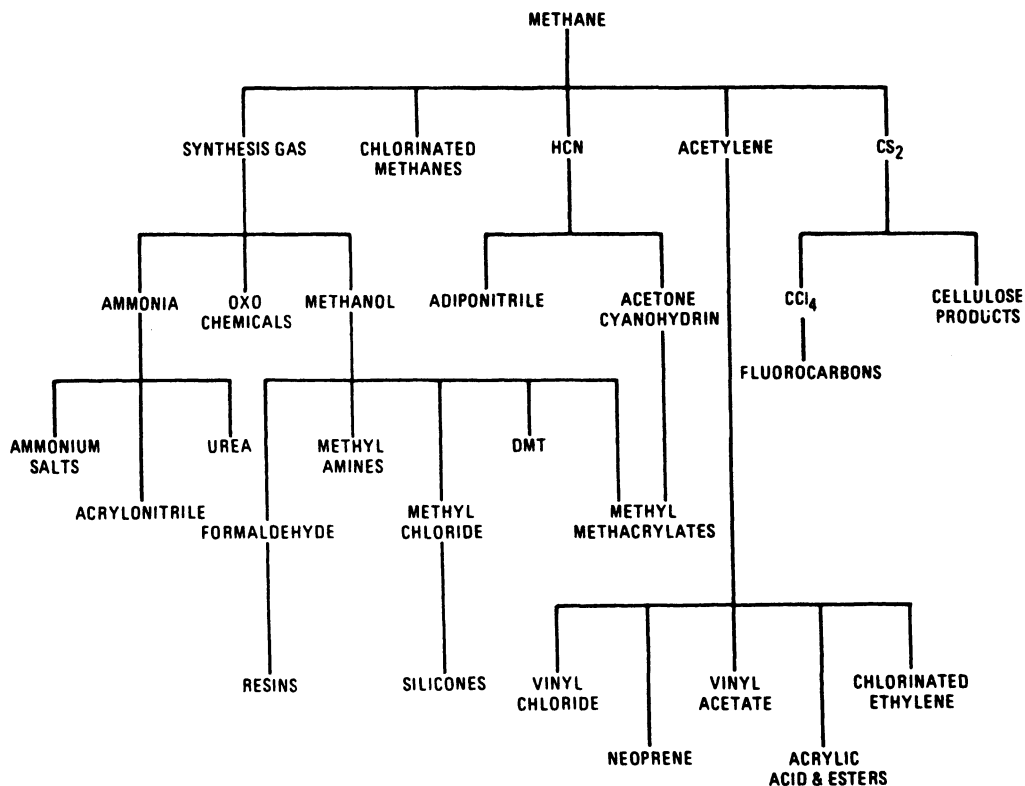 METHANE
SYNTHESIS GAS
CHLORINATED
METHANES
HCN
ACETYLENE
CS2
AMMONIA
OXO
CHEMICALS
METHANOL
ADIPONITRILE
ACETONE
CYANOHYDRIN
CCl4
CELLULOSE
PRODUCTS
FLUOROCARBONS
AMMONIUM
SALTS
UREA
METHYL
AMINES
DMT
ACRYLONITRILE
FORMALDEHYDE
METHYL
CHLORIDE
METHYL
METHACRYLATES
RESINS
SILICONES
VINYL
CHLORIDE
VINYL
ACETATE
CHLORINATED
ETHYLENE
NEOPRENE
ACRYLIC
ACID & ESTERS